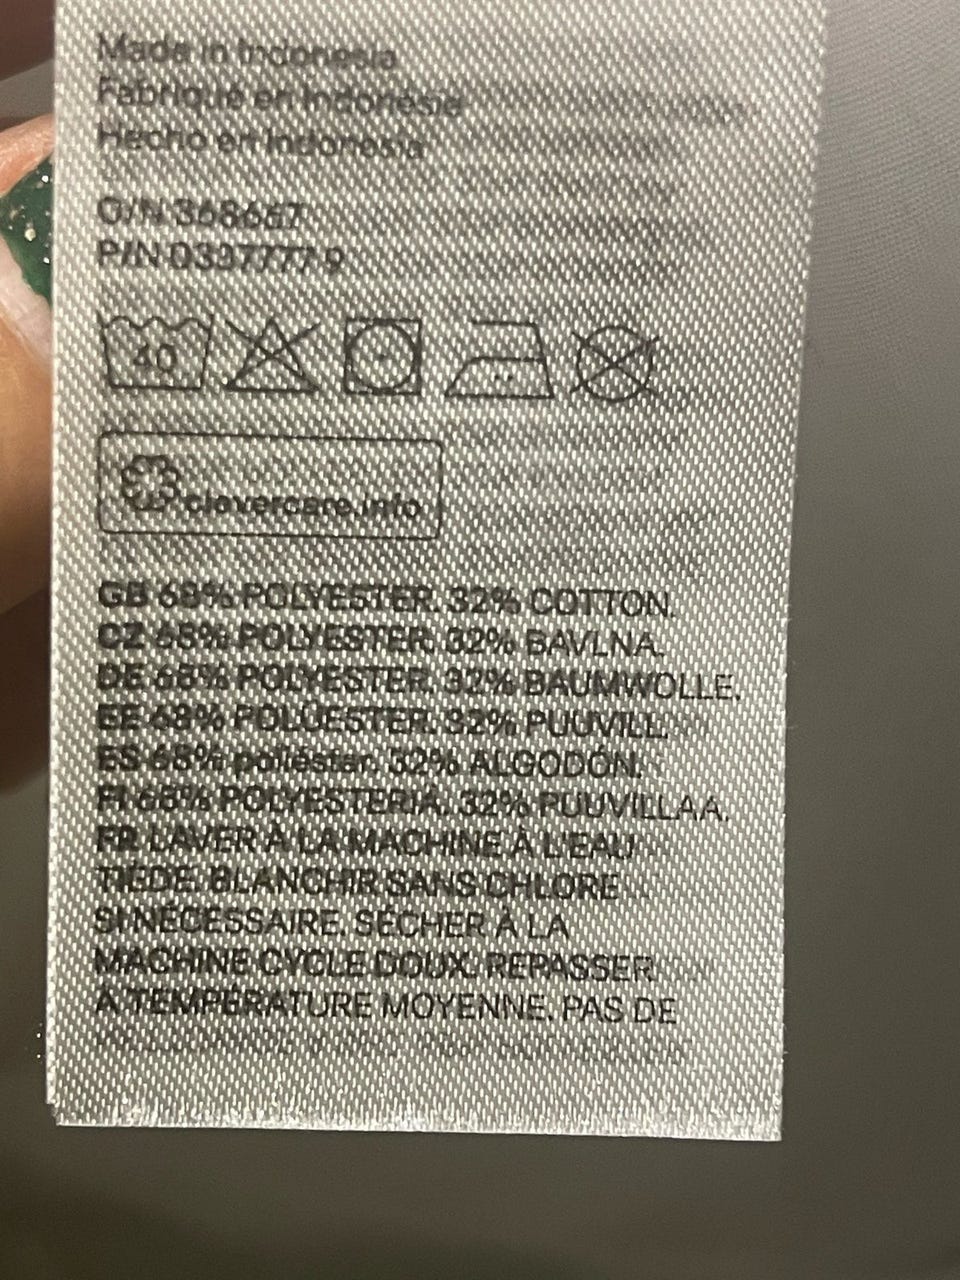 Made in Indonesia
Fabriqué en Indonésie
Hecho en Indonesia
O/N 368667
P/N 0337777-9
40
clevercare.info
GB 68% POLYESTER. 32% COTTON.
CZ 68% POLYESTER. 32% BAVLNA.
DE 68% POLYESTER. 32% BAUMWOLLE.
EE 68% POLÜESTER. 32% PUUVILL.
ES 68% poliéster. 32% ALGODÓN.
FI 68% POLYESTERIA. 32% PUUVILLAA.
FR LAVER À LA MACHINE À L'EAU
TIÈDE. BLANCHIR SANS CHLORE
SI NÉCESSAIRE. SÉCHER À LA
MACHINE CYCLE DOUX. REPASSER
À TEMPÉRATURE MOYENNE. PAS DE